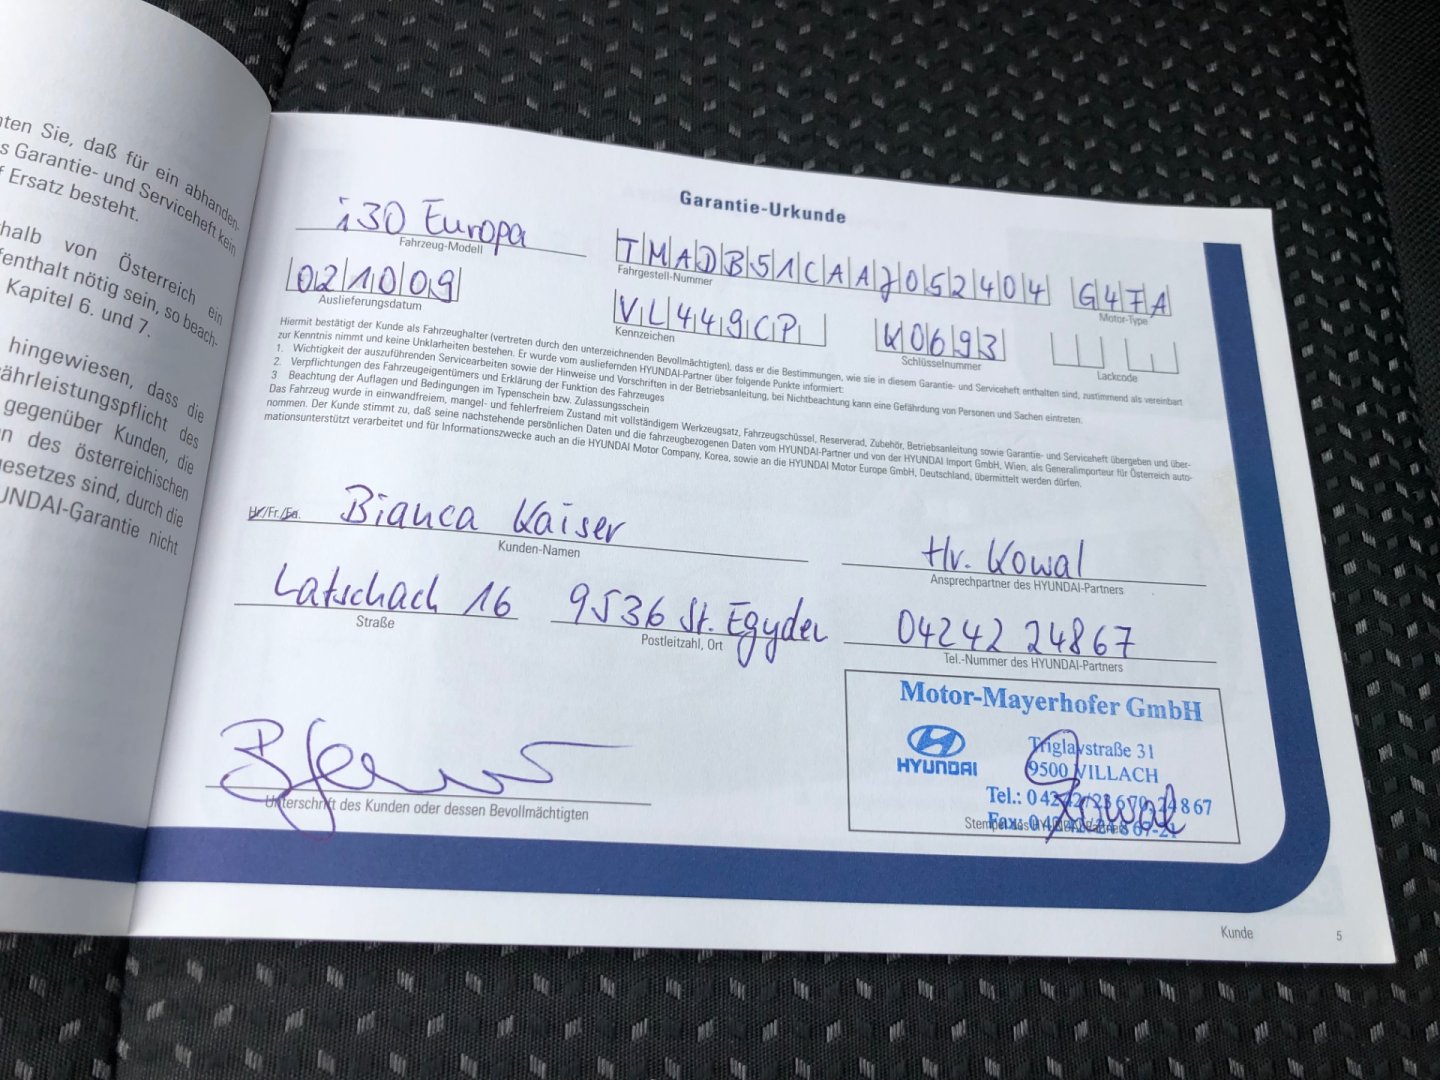 nten Sie, daß für ein abhanden.
s Garantie- und Serviceheft kein
f Ersatz besteht.
halb von Österreich ein
fenthalt nötig sein, so beach-
Kapitel 6. und 7.
hingewiesen, dass die
ährleistungspflicht des
gegenüber Kunden, die
n des österreichischen
gesetzes sind, durch die
UNDAI-Garantie nicht
Garantie-Urkunde
i30 Europa
Fahrzeug-Modell
TMADB51CAAJ052404 G47A
Fahrgestell-Nummer
Motor-Type
021009
Auslieferungsdatum
VL449CP K0693
Kennzeichen
Schlüsselnummer
Lackcode
Hiermit bestätigt der Kunde als Fahrzeughalter (vertreten durch den unterzeichnenden Bevollmächtigten), dass er die Bestimmungen, wie sie in diesem Garantie- und Serviceheft enthalten sind, zustimmend als vereinbart
zur Kenntnis nimmt und keine Unklarheiten bestehen. Er wurde vom ausliefernden HYUNDAI-Partner über folgende Punkte informiert:
1. Wichtigkeit der auszuführenden Servicearbeiten sowie der Hinweise und Vorschriften in der Betriebsanleitung, bei Nichtbeachtung kann eine Gefährdung von Personen und Sachen eintreten.
2. Verpflichtungen des Fahrzeugeigentümers und Erklärung der Funktion des Fahrzeuges
3 Beachtung der Auflagen und Bedingungen im Typenschein bzw. Zulassungsschein
Das Fahrzeug wurde in einwandfreiem, mangel- und fehlerfreiem Zustand mit vollständigem Werkzeugsatz, Fahrzeugschüssel, Reserverad, Zubehör, Betriebsanleitung sowie Garantie- und Serviceheft übergeben und über-
nommen. Der Kunde stimmt zu, daß seine nachstehende persönlichen Daten und die fahrzeugbezogenen Daten vom HYUNDAI-Partner und von der HYUNDAI Import GmbH, Wien, als Generalimporteur für Österreich auto-
mationsunterstützt verarbeitet und für Informationszwecke auch an die HYUNDAI Motor Company, Korea, sowie an die HYUNDAI Motor Europe GmbH, Deutschland, übermittelt werden dürfen.
Hr./Fr./Fa. Bianca Kaiser
Kunden-Namen
Hr. Kowal
Ansprechpartner des HYUNDAI-Partners
Latschach 16
Straße
9536 St. Egyden
Postleitzahl, Ort
04242 24867
Tel.-Nummer des HYUNDAI-Partners
Unterschrift des Kunden oder dessen Bevollmächtigten
Motor-Mayerhofer GmbH
HYUNDAI
Triglavstraße 31
9500 VILLACH
Kunde 5